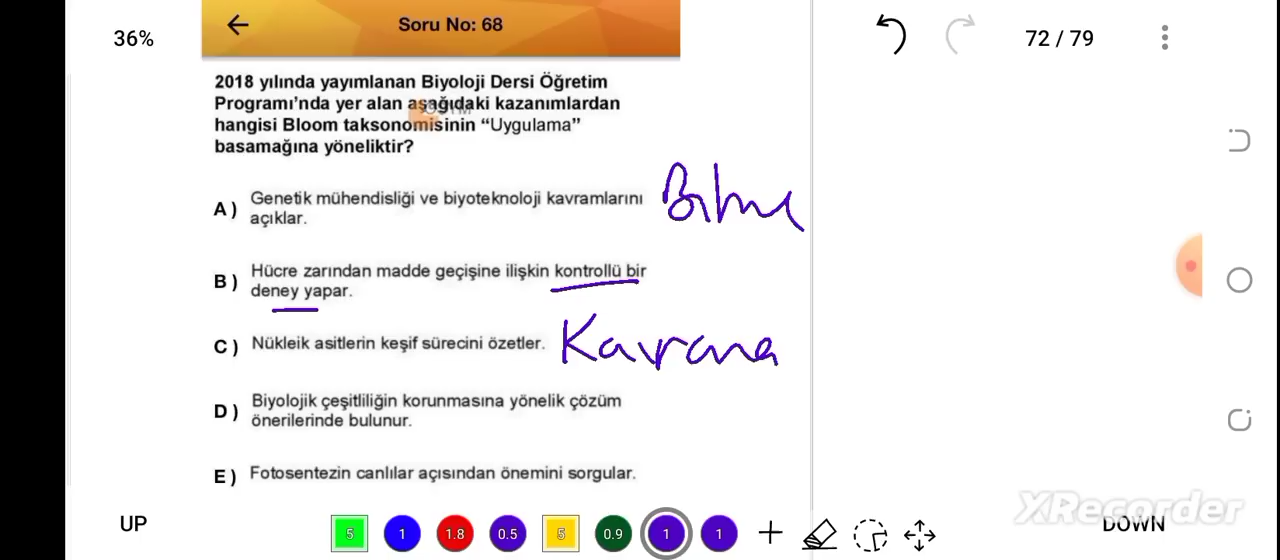 36%
Soru No: 68
72 / 79
2018 yılında yayımlanan Biyoloji Dersi Öğretim
Programı'nda yer alan aşağıdaki kazanımlardan
hangisi Bloom taksonomisinin “Uygulama”
basamağına yöneliktir?
A) Genetik mühendisliği ve biyoteknoloji kavramlarını
açıklar.
B) Hücre zarından madde geçişine ilişkin kontrollü bir
deney yapar.
C) Nükleik asitlerin keşif sürecini özetler.
D) Biyolojik çeşitliliğin korunmasına yönelik çözüm
önerilerinde bulunur.
E) Fotosentezin canlılar açısından önemini sorgular.
XRecorder
UP
5 1 1.8 0.5 5 0.9 1 1
DOWN